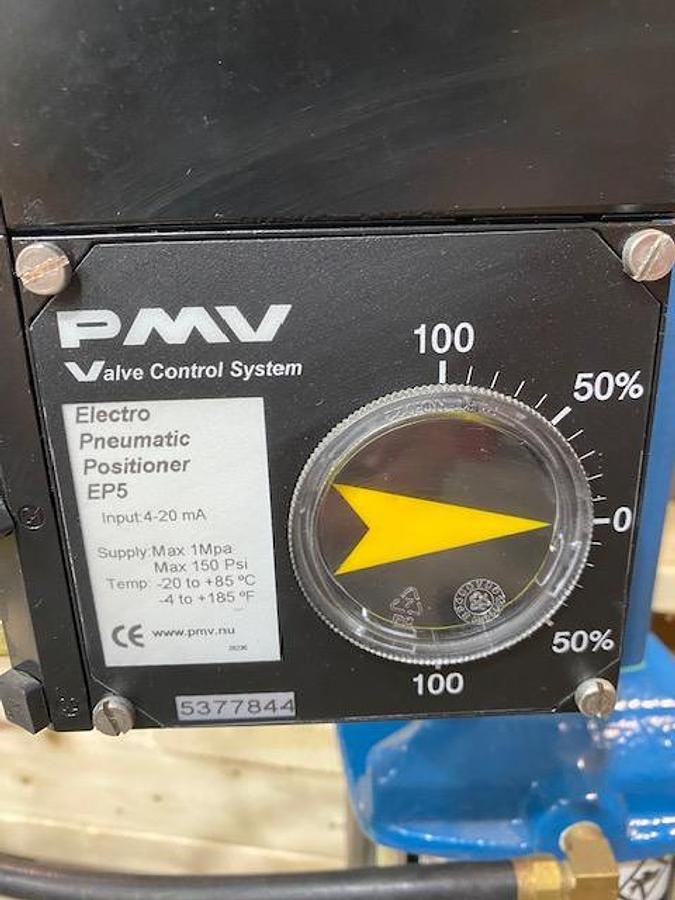 PMV
Valve Control System
100
50%
0
50%
100
Electro
Pneumatic
Positioner
EP5
Input:4-20 mA
Supply: Max 1Mpa
Max 150 Psi
Temp: -20 to +85 ºC
-4 to +185 ºF
CE www.pmv.nu
5377844